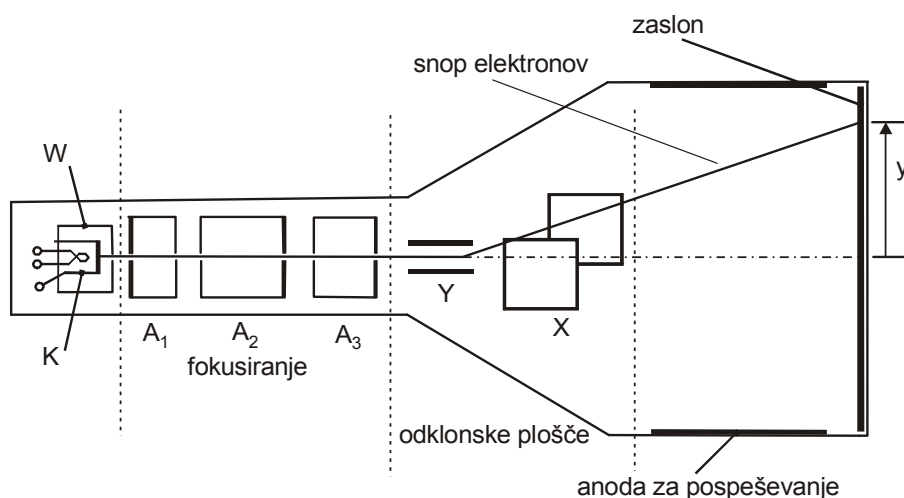 zaslon
snop elektronov
W
y
Y
X
A₁
A₂
A₃
K
fokusiranje
odklonske plošče
anoda za pospeševanje